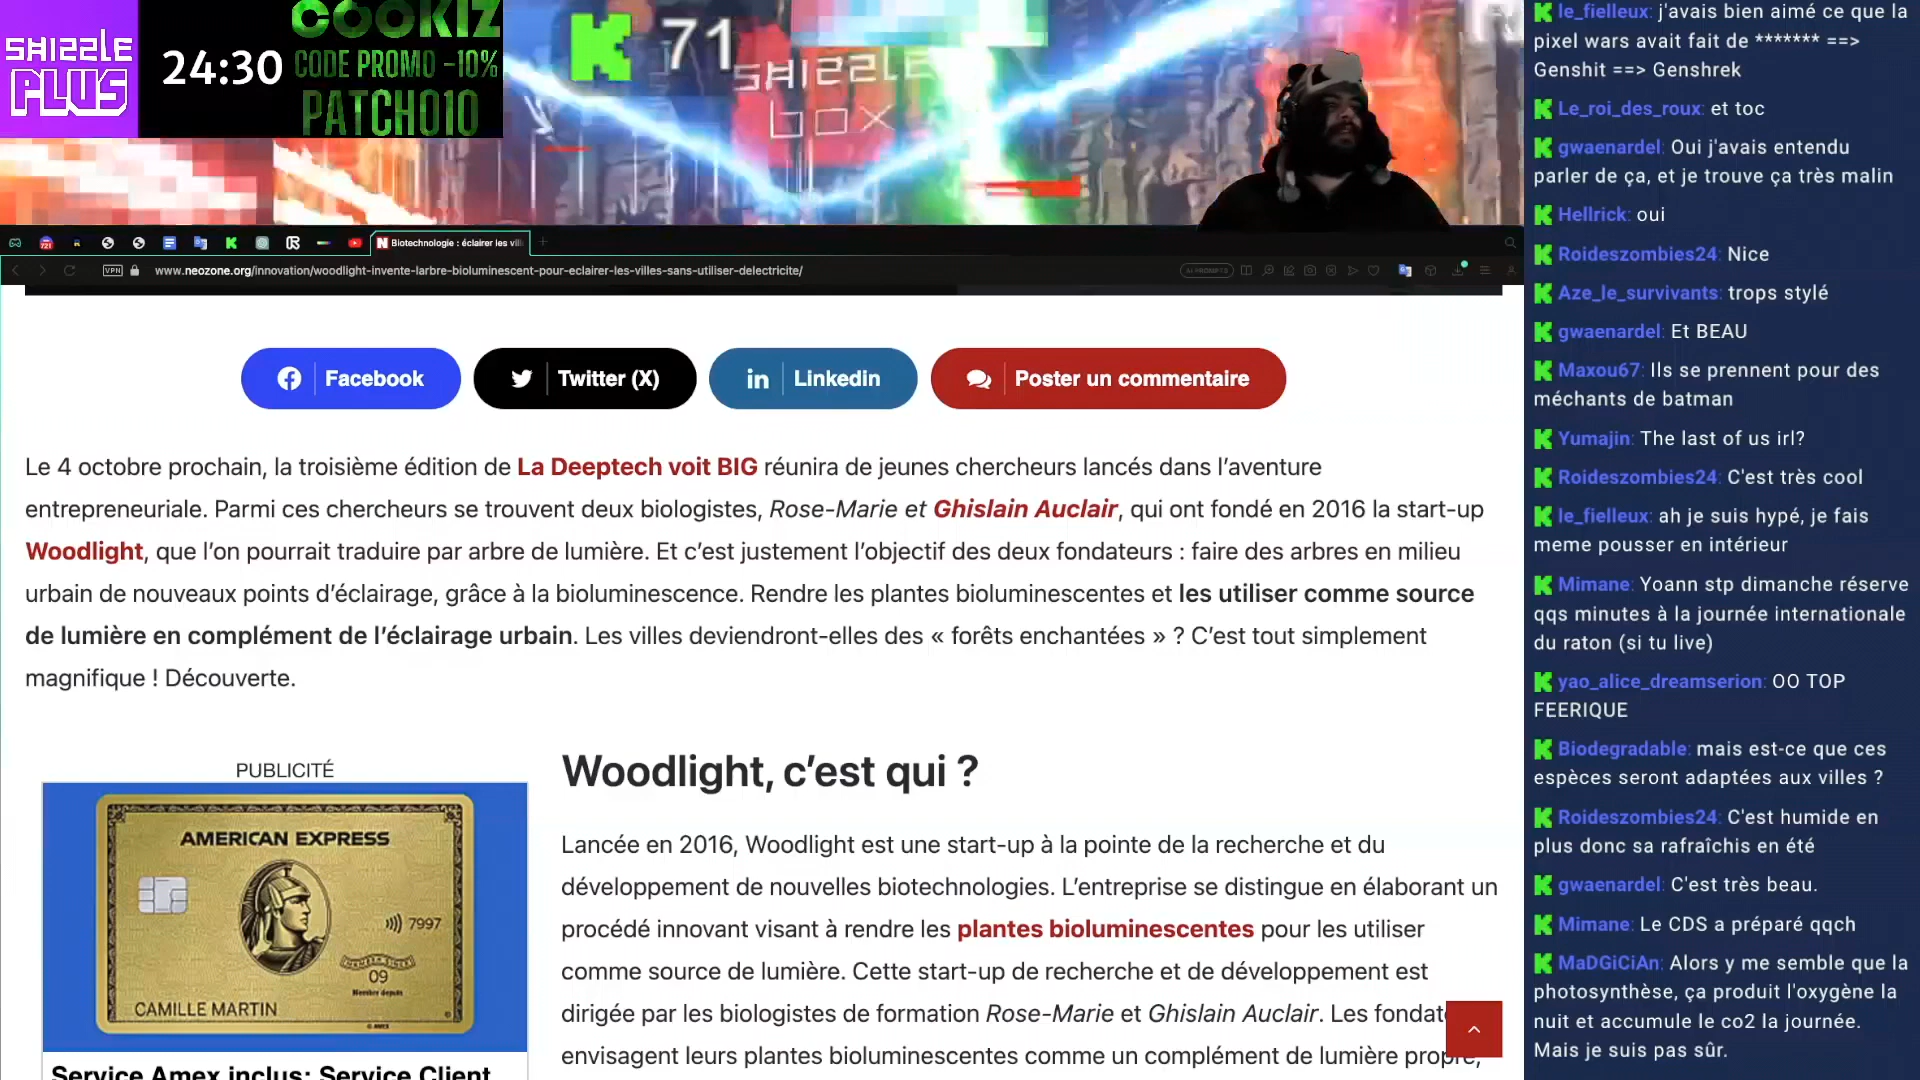 SHIZZLE
PLUS
24:30
COOKIZ
CODE PROMO -10%
PATCHO10
71
SHIZZLE
box
Biotechnologie : éclairer les vil
VPN
www.neozone.org/innovation/woodlight-invente-larbre-bioluminescent-pour-eclairer-les-villes-sans-utiliser-delectricite/
AI PROMPTS
Facebook
Twitter (X)
Linkedin
Poster un commentaire
Le 4 octobre prochain, la troisième édition de La Deeptech voit BIG réunira de jeunes chercheurs lancés dans l’aventure
entrepreneuriale. Parmi ces chercheurs se trouvent deux biologistes, Rose-Marie et Ghislain Auclair, qui ont fondé en 2016 la start-up
Woodlight, que l’on pourrait traduire par arbre de lumière. Et c’est justement l’objectif des deux fondateurs : faire des arbres en milieu
urbain de nouveaux points d’éclairage, grâce à la bioluminescence. Rendre les plantes bioluminescentes et les utiliser comme source
de lumière en complément de l’éclairage urbain. Les villes deviendront-elles des « forêts enchantées » ? C’est tout simplement
magnifique ! Découverte.
PUBLICITÉ
AMERICAN EXPRESS
7997
MEMBER SINCE
09
Membre depuis
CAMILLE MARTIN
© AMEX
Service Amex inclus: Service Client
Woodlight, c’est qui ?
Lancée en 2016, Woodlight est une start-up à la pointe de la recherche et du
développement de nouvelles biotechnologies. L’entreprise se distingue en élaborant un
procédé innovant visant à rendre les plantes bioluminescentes pour les utiliser
comme source de lumière. Cette start-up de recherche et de développement est
dirigée par les biologistes de formation Rose-Marie et Ghislain Auclair. Les fondat
envisagent leurs plantes bioluminescentes comme un complément de lumière propre,
le_fielleux: j'avais bien aimé ce que la
pixel wars avait fait de ******* ==>
Genshit ==> Genshrek
Le_roi_des_roux: et toc
gwaenardel: Oui j'avais entendu
parler de ça, et je trouve ça très malin
Hellrick: oui
Roideszombies24: Nice
Aze_le_survivants: trops stylé
gwaenardel: Et BEAU
Maxou67: Ils se prennent pour des
méchants de batman
Yumajin: The last of us irl?
Roideszombies24: C'est très cool
le_fielleux: ah je suis hypé, je fais
meme pousser en intérieur
Mimane: Yoann stp dimanche réserve
qqs minutes à la journée internationale
du raton (si tu live)
yao_alice_dreamserion: OO TOP
FEERIQUE
Biodegradable: mais est-ce que ces
espèces seront adaptées aux villes ?
Roideszombies24: C'est humide en
plus donc sa rafraîchis en été
gwaenardel: C'est très beau.
Mimane: Le CDS a préparé qqch
MaDGiCiAn: Alors y me semble que la
photosynthèse, ça produit l'oxygène la
nuit et accumule le co2 la journée.
Mais je suis pas sûr.